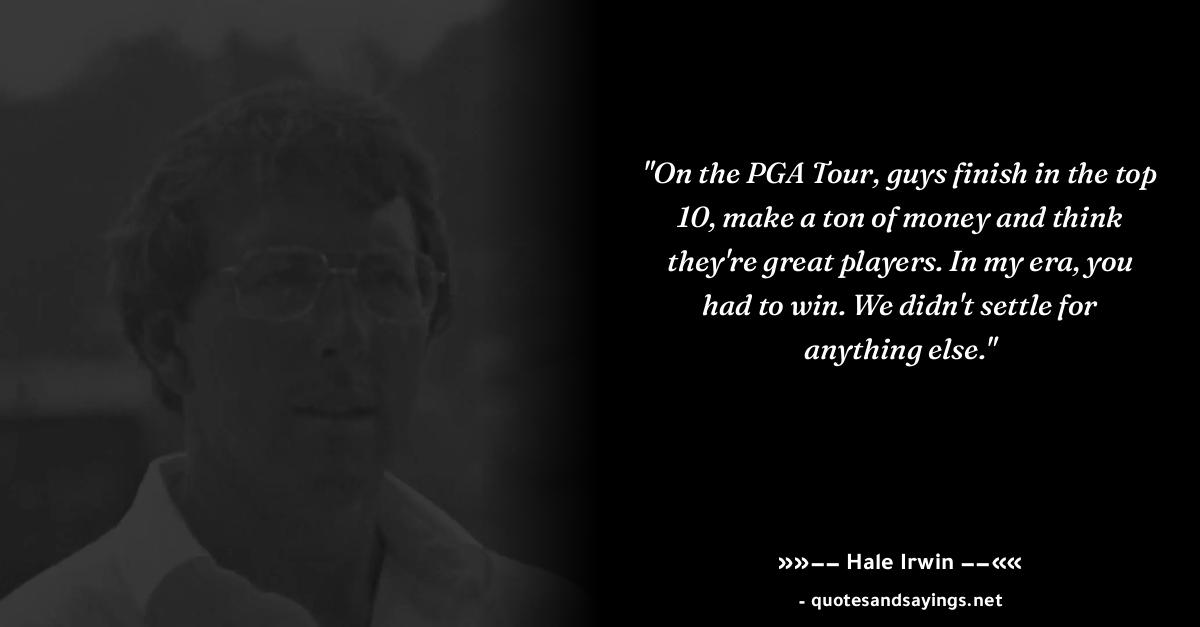 "On the PGA Tour, guys finish in the top
10, make a ton of money and think
they're great players. In my era, you
had to win. We didn't settle for
anything else."
»»−− Hale Irwin −−««
- quotesandsayings.net